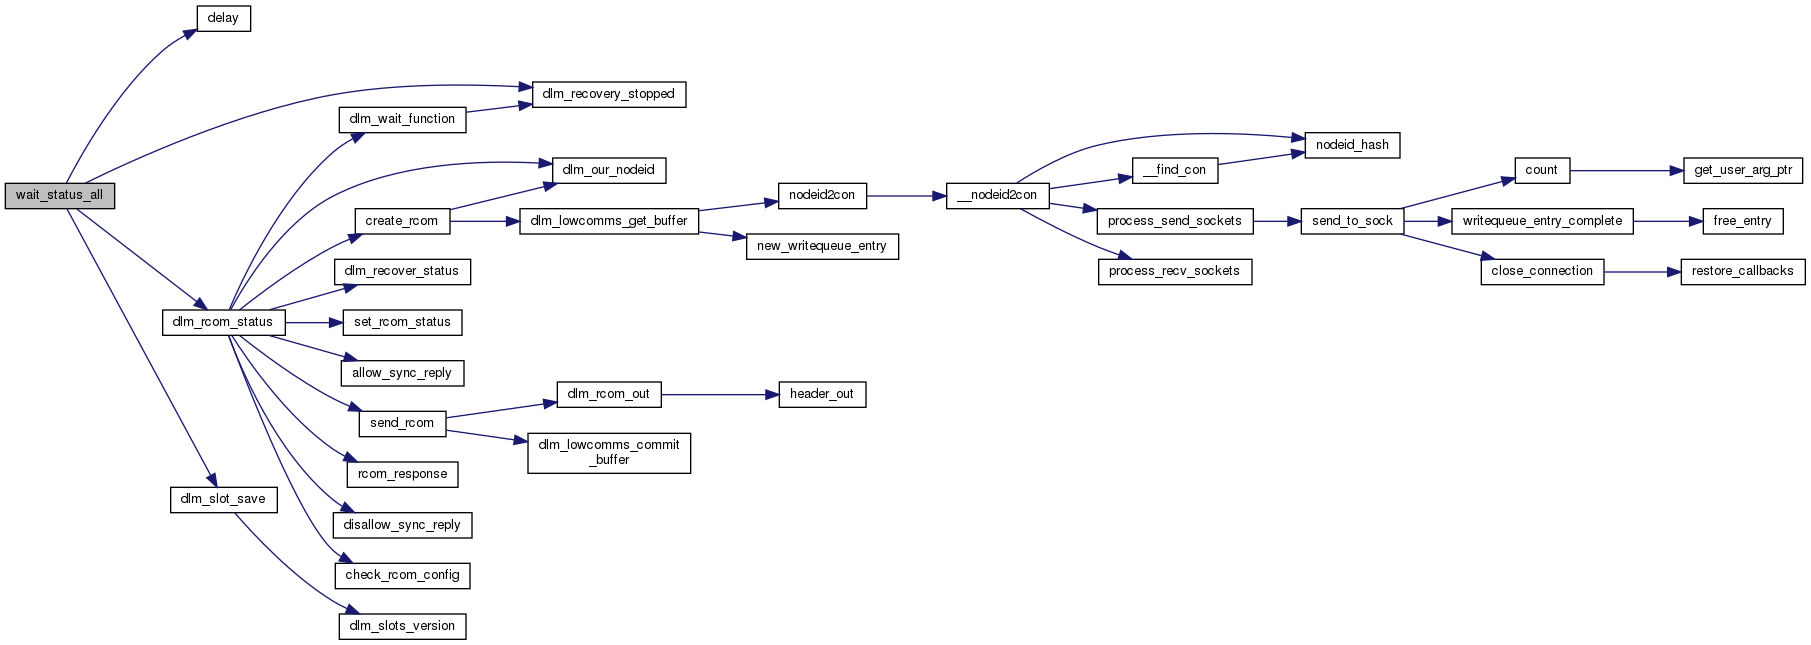 wait_status_all
delay
dlm_recovery_stopped
dlm_wait_function
dlm_our_nodeid
create_rcom
dlm_lowcomms_get_buffer
nodeid2con
new_writequeue_entry
__nodeid2con
nodeid_hash
__find_con
process_send_sockets
process_recv_sockets
send_to_sock
count
get_user_arg_ptr
writequeue_entry_complete
free_entry
close_connection
restore_callbacks
dlm_rcom_status
dlm_recover_status
set_rcom_status
allow_sync_reply
send_rcom
dlm_rcom_out
header_out
dlm_lowcomms_commit
_buffer
rcom_response
disallow_sync_reply
check_rcom_config
dlm_slot_save
dlm_slots_version